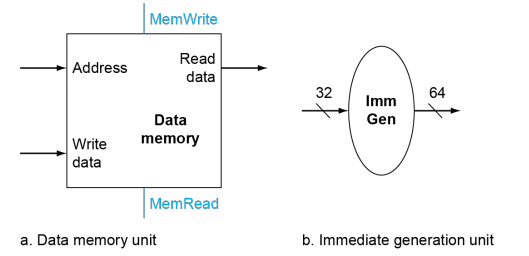 MemWrite
Address
Read
data
Data
memory
Write
data
MemRead
a. Data memory unit
32
Imm
Gen
64
b. Immediate generation unit